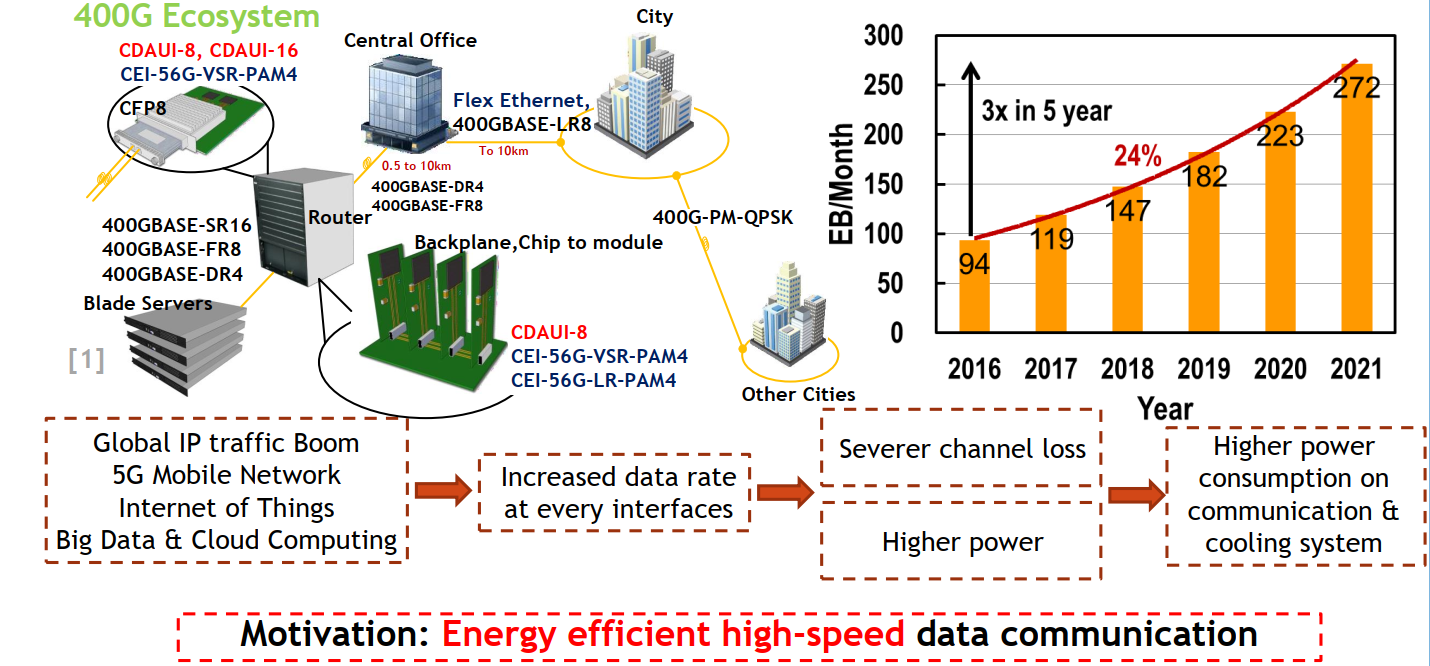 400G Ecosystem
CDAUI-8, CDAUI-16
CEI-56G-VSR-PAM4
CFP8
Central Office
City
Flex Ethernet,
400GBASE-LR8
To 10km
0.5 to 10km
400GBASE-DR4
400GBASE-FR8
Router
400GBASE-SR16
400GBASE-FR8
400GBASE-DR4
Blade Servers
[1]
Backplane,Chip to module
CDAUI-8
CEI-56G-VSR-PAM4
CEI-56G-LR-PAM4
400G-PM-QPSK
Other Cities
EB/Month
300
250
200
150
100
50
0
3x in 5 year
24%
94
119
147
182
223
272
2016 2017 2018 2019 2020 2021
Year
Global IP traffic Boom
5G Mobile Network
Internet of Things
Big Data & Cloud Computing
Increased data rate
at every interfaces
Severer channel loss
Higher power
Higher power
consumption on
communication &
cooling system
Motivation: Energy efficient high-speed data communication